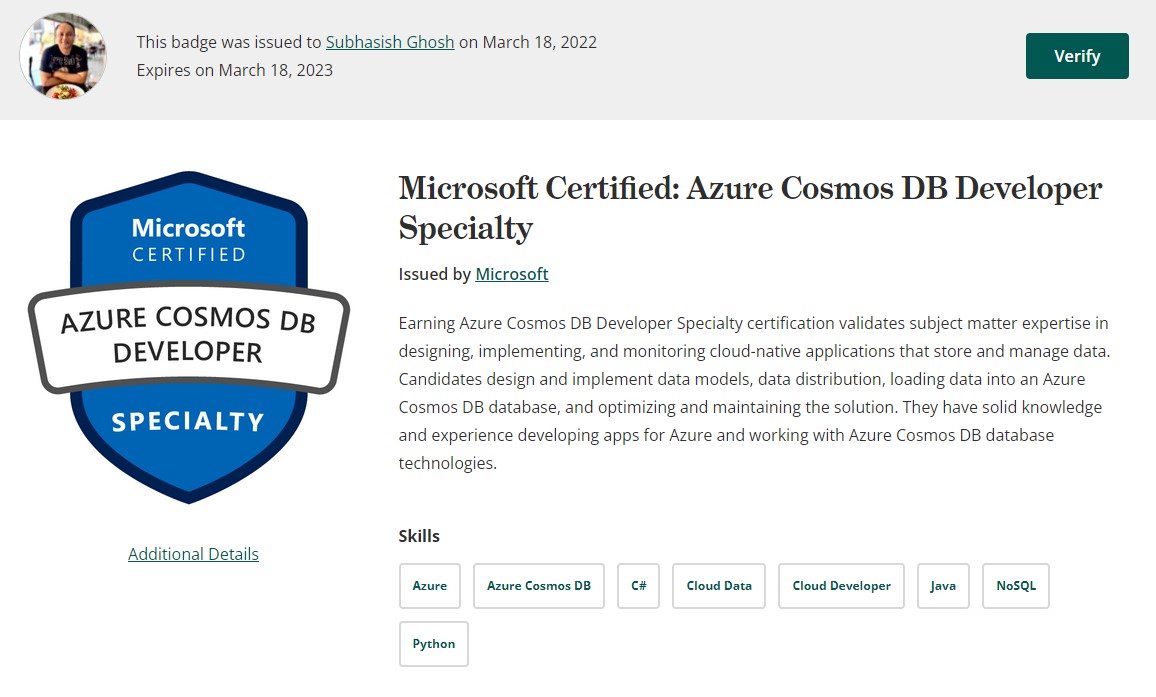 This badge was issued to Subhasish Ghosh on March 18, 2022
Expires on March 18, 2023
Verify
Microsoft
CERTIFIED
AZURE COSMOS DB
DEVELOPER
SPECIALTY
Additional Details
Microsoft Certified: Azure Cosmos DB Developer
Specialty
Issued by Microsoft
Earning Azure Cosmos DB Developer Specialty certification validates subject matter expertise in
designing, implementing, and monitoring cloud-native applications that store and manage data.
Candidates design and implement data models, data distribution, loading data into an Azure
Cosmos DB database, and optimizing and maintaining the solution. They have solid knowledge
and experience developing apps for Azure and working with Azure Cosmos DB database
technologies.
Skills
Azure Azure Cosmos DB C# Cloud Data Cloud Developer Java NoSQL
Python